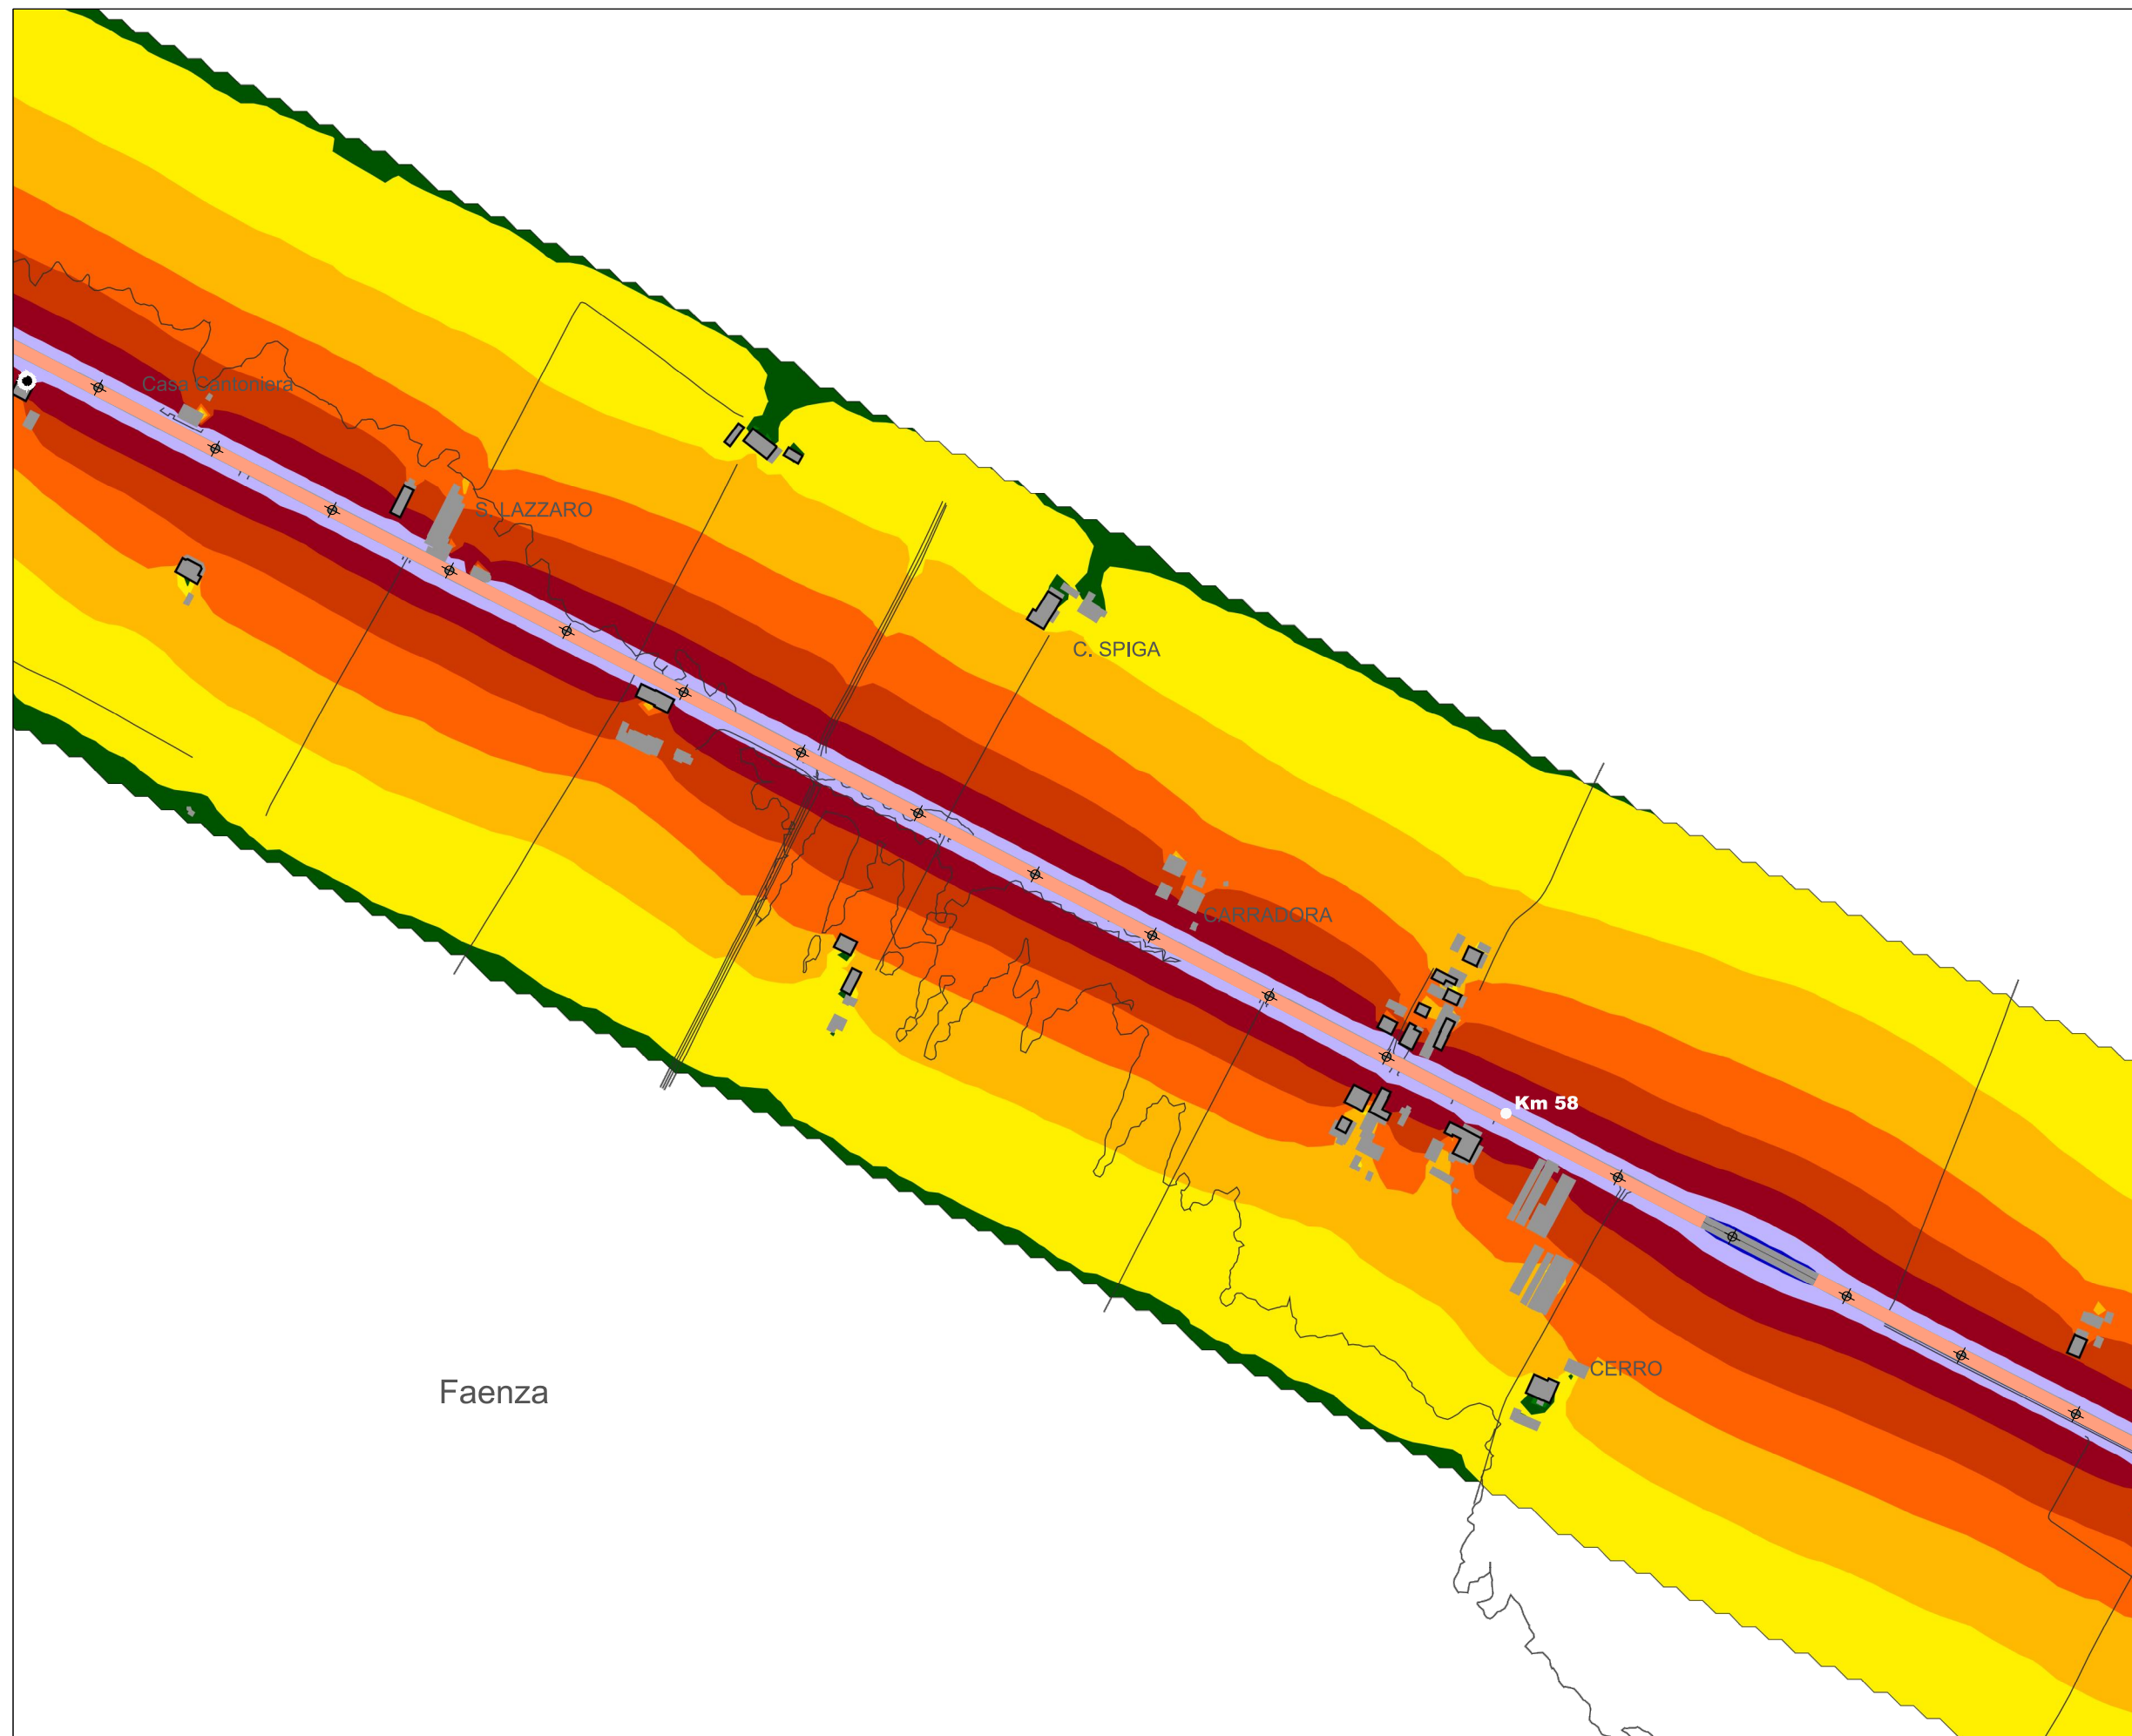 Casa Cantoniera
S. LAZZARO
C. SPIGA
CARRADORA
Km 58
CERRO
Faenza